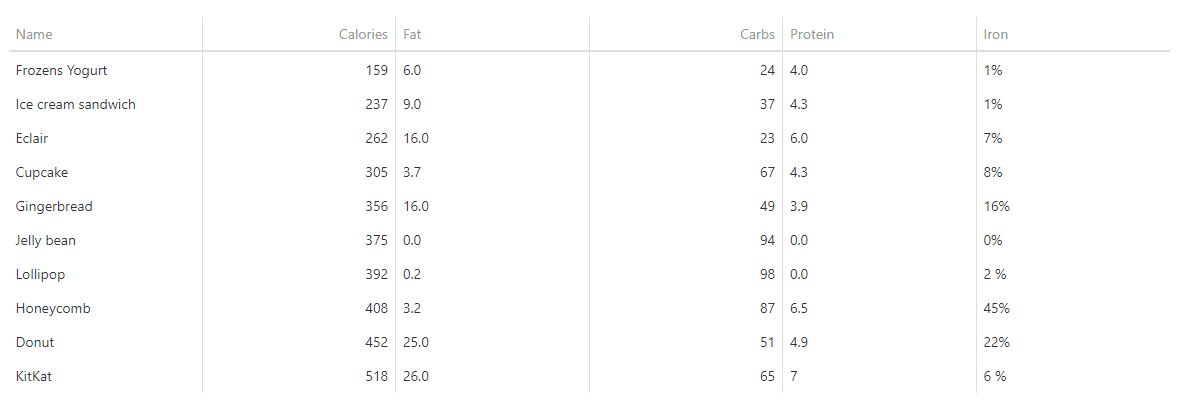 Name Calories Fat Carbs Protein Iron
Frozens Yogurt 159 6.0 24 4.0 1%
Ice cream sandwich 237 9.0 37 4.3 1%
Eclair 262 16.0 23 6.0 7%
Cupcake 305 3.7 67 4.3 8%
Gingerbread 356 16.0 49 3.9 16%
Jelly bean 375 0.0 94 0.0 0%
Lollipop 392 0.2 98 0.0 2 %
Honeycomb 408 3.2 87 6.5 45%
Donut 452 25.0 51 4.9 22%
KitKat 518 26.0 65 7 6 %